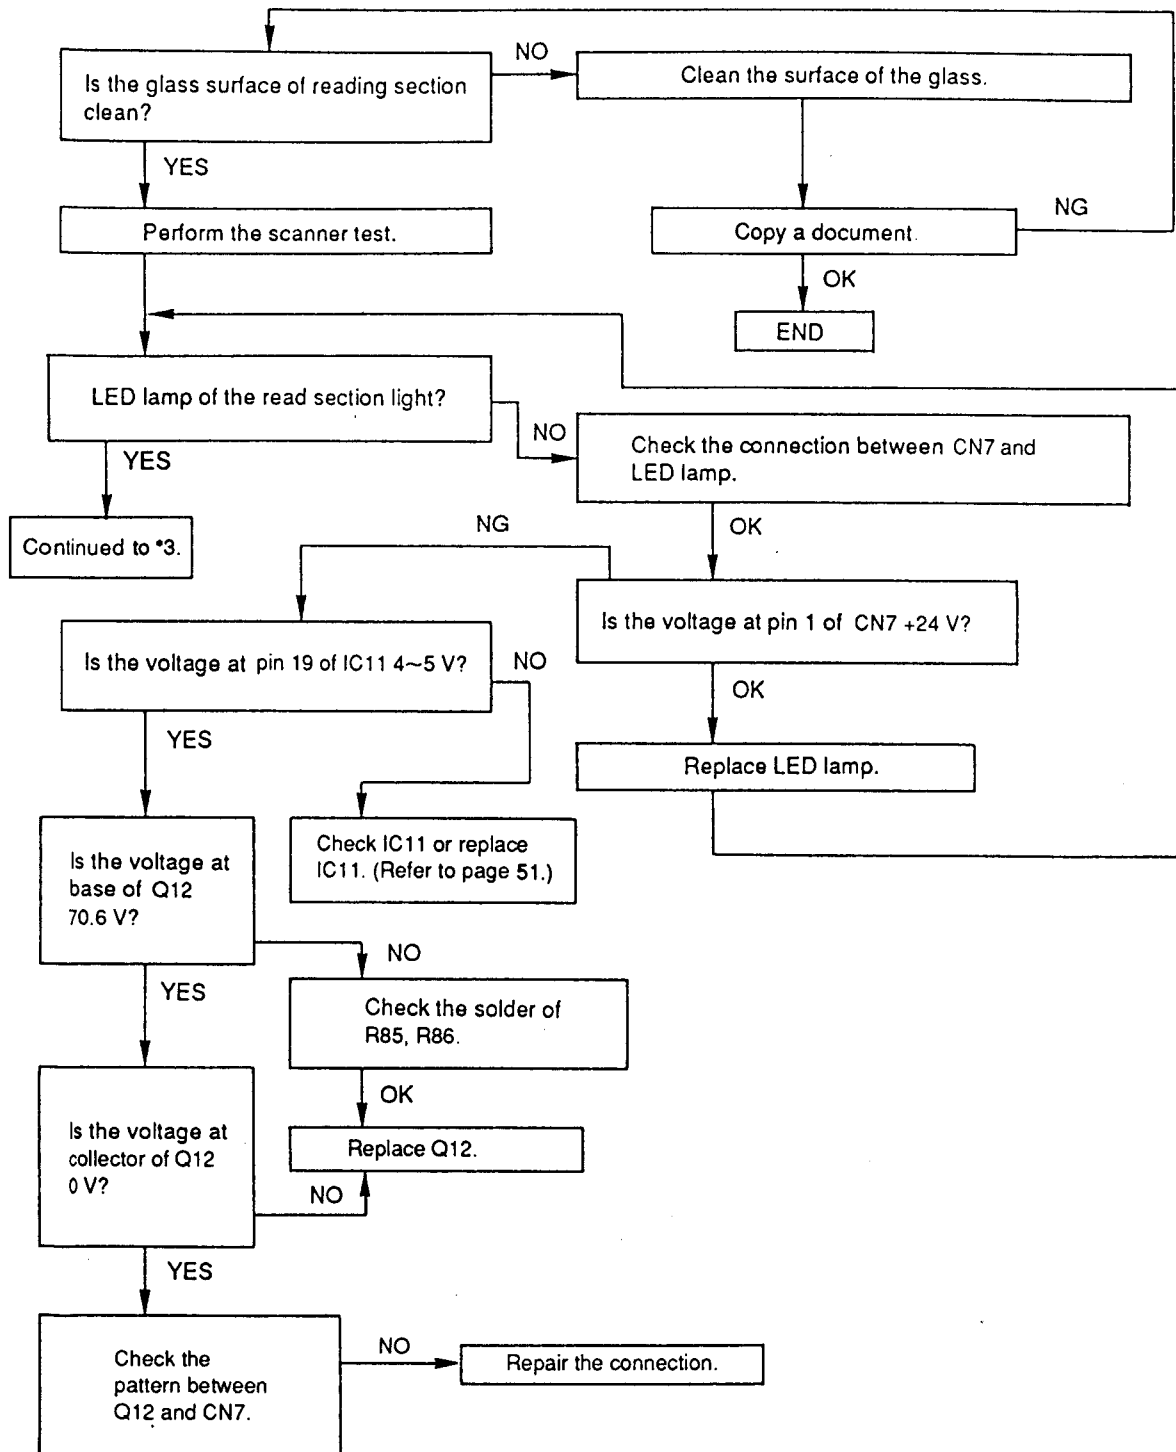 Is the glass surface of reading section
clean?
NO
Clean the surface of the glass.
YES
Perform the scanner test.
Copy a document.
NG
OK
END
LED lamp of the read section light?
NO
Check the connection between CN7 and
LED lamp.
YES
Continued to *3.
OK
NG
Is the voltage at pin 1 of CN7 +24 V?
Is the voltage at pin 19 of IC11 4~5 V?
NO
OK
YES
Replace LED lamp.
Is the voltage at
base of Q12
70.6 V?
Check IC11 or replace
IC11. (Refer to page 51.)
NO
YES
Check the solder of
R85, R86.
OK
Is the voltage at
collector of Q12
0 V?
Replace Q12.
NO
YES
Check the
pattern between
Q12 and CN7.
NO
Repair the connection.